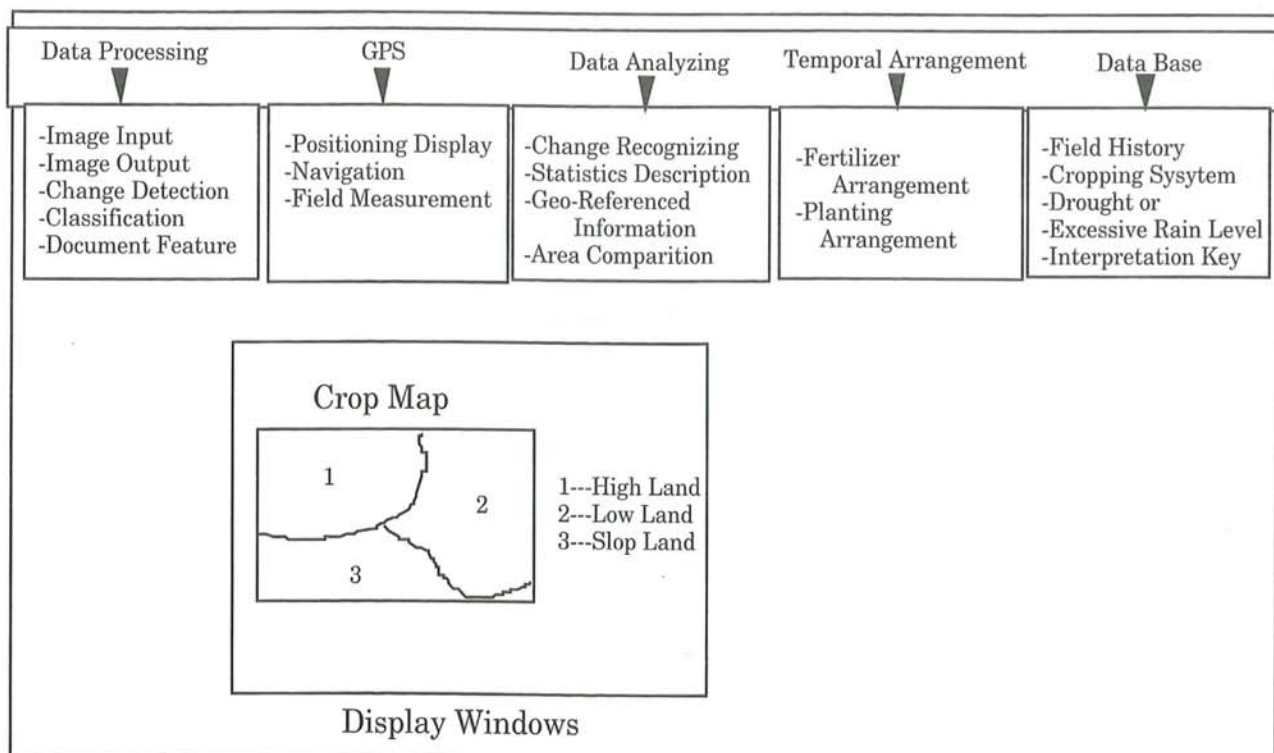 Data Processing
-Image Input
-Image Output
-Change Detection
-Classification
-Document Feature
GPS
-Positioning Display
-Navigation
-Field Measurement
Data Analyzing
-Change Recognizing
-Statistics Description
-Geo-Referenced
Information
-Area Comparition
Temporal Arrangement
-Fertilizer
Arrangement
-Planting
Arrangement
Data Base
-Field History
-Cropping Sysytem
-Drought or
-Excessive Rain Level
-Interpretation Key
Crop Map
1
2
3
1---High Land
2---Low Land
3---Slop Land
Display Windows